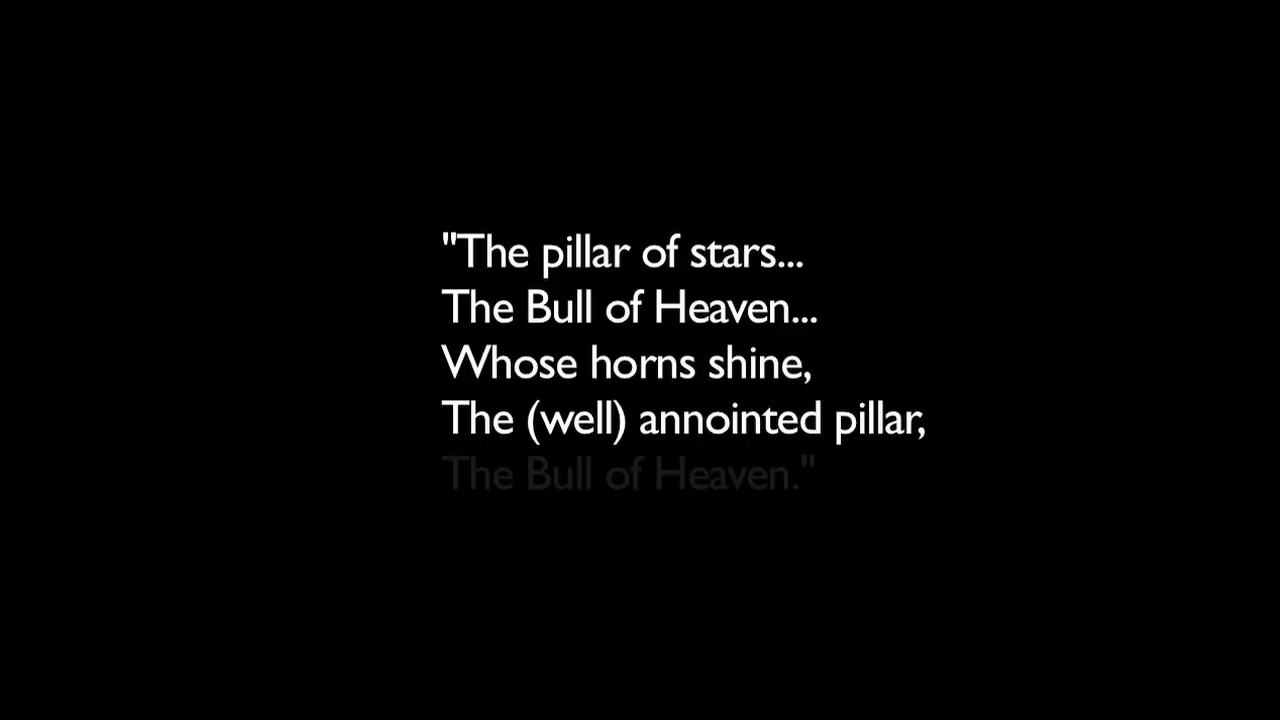 "The pillar of stars...
The Bull of Heaven...
Whose horns shine,
The (well) annointed pillar,
The Bull of Heaven."